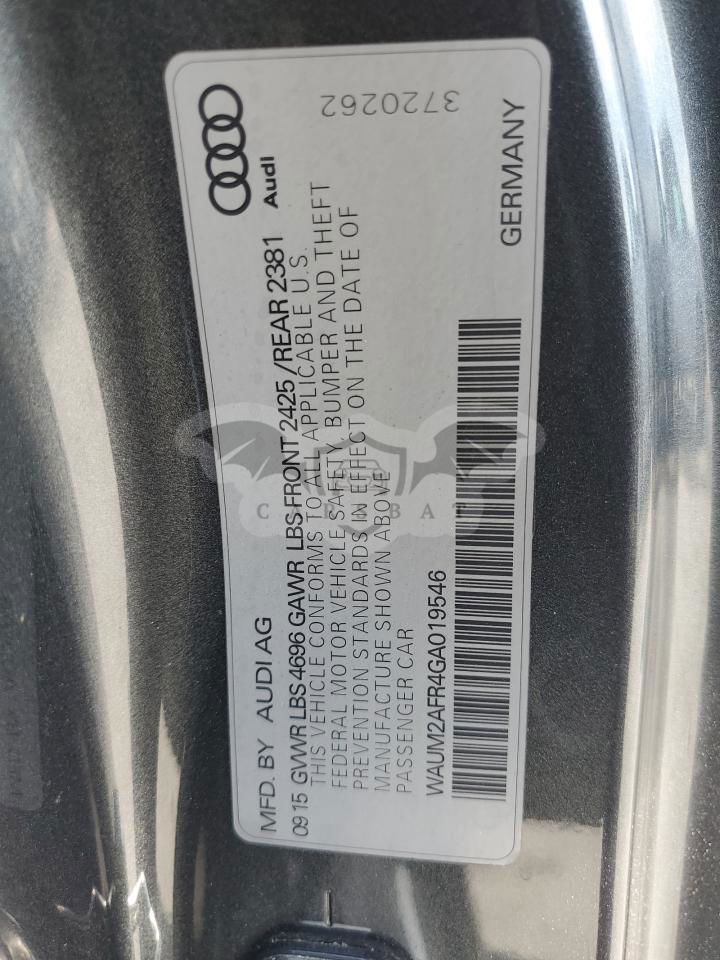 Audi
3720262
MFD. BY AUDI AG
09 15 GVWR LBS 4696 GAWR LBS FRONT 2425 /REAR 2381
THIS VEHICLE CONFORMS TO ALL APPLICABLE U.S.
FEDERAL MOTOR VEHICLE SAFETY, BUMPER AND THEFT
PREVENTION STANDARDS IN EFFECT ON THE DATE OF
MANUFACTURE SHOWN ABOVE
PASSENGER CAR
WAUM2AFR4GA019546
GERMANY